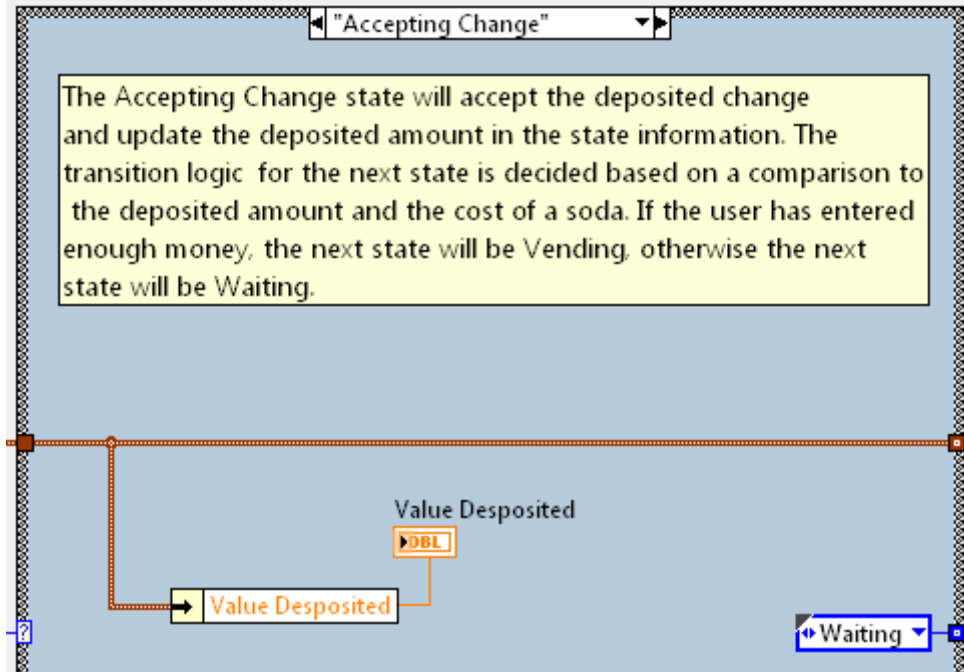 "Accepting Change"
The Accepting Change state will accept the deposited change
and update the deposited amount in the state information. The
transition logic for the next state is decided based on a comparison to
the deposited amount and the cost of a soda. If the user has entered
enough money, the next state will be Vending, otherwise the next
state will be Waiting.
Value Desposited
DBL
Value Desposited
?
Waiting